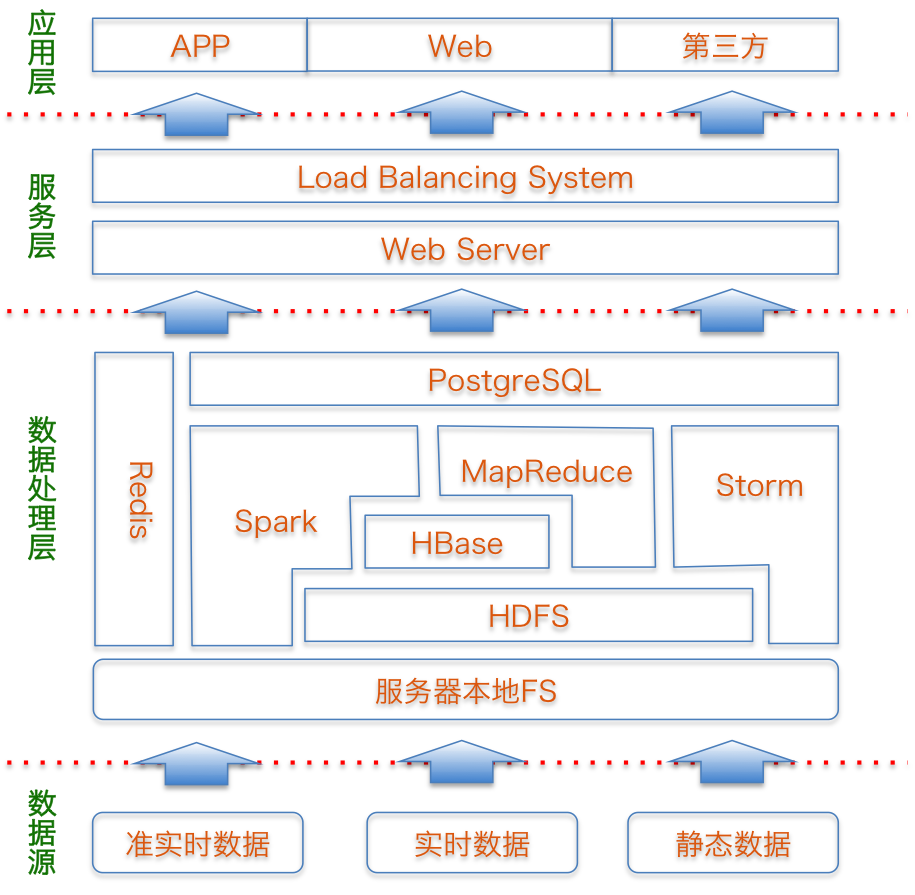 应用层
APP
Web
第三方
服务层
Load Balancing System
Web Server
数据处理层
Redis
PostgreSQL
Spark
MapReduce
Storm
HBase
HDFS
服务器本地FS
数据源
准实时数据
实时数据
静态数据